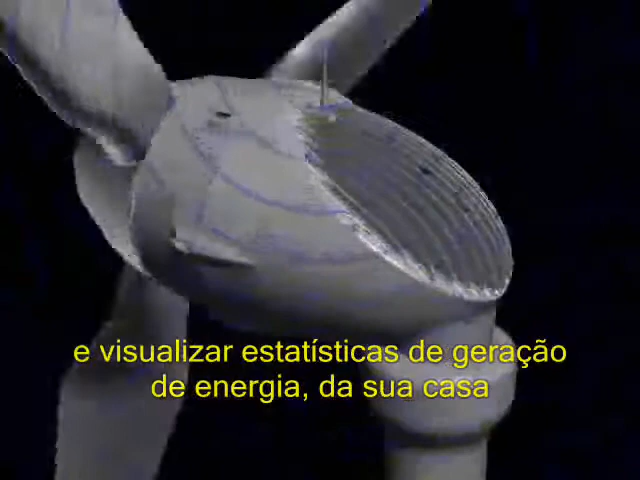 e visualizar estatísticas de geração
de energia, da sua casa